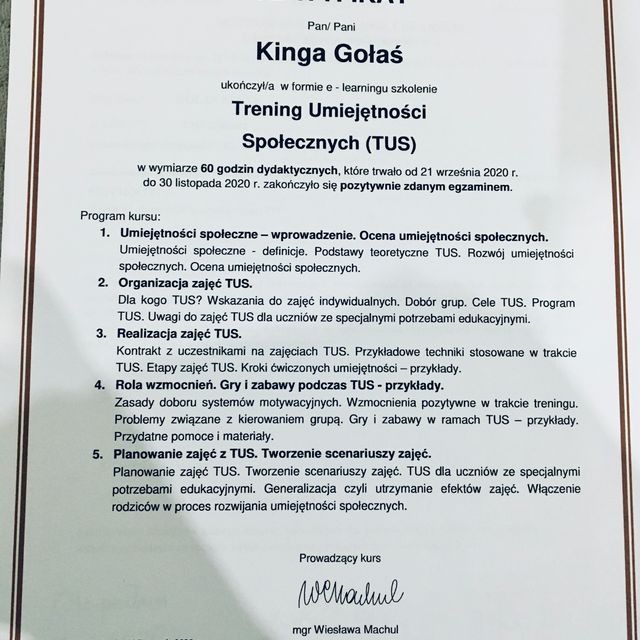 Pan/ Pani
Kinga Gołaś
ukończył/a w formie e - learningu szkolenie
Trening Umiejętności
Społecznych (TUS)
w wymiarze 60 godzin dydaktycznych, które trwało od 21 września 2020 r.
do 30 listopada 2020 r. zakończyło się pozytywnie zdanym egzaminem.
Program kursu:
1. Umiejętności społeczne – wprowadzenie. Ocena umiejętności społecznych.
Umiejętności społeczne - definicje. Podstawy teoretyczne TUS. Rozwój umiejętności
społecznych. Ocena umiejętności społecznych.
2. Organizacja zajęć TUS.
Dla kogo TUS? Wskazania do zajęć indywidualnych. Dobór grup. Cele TUS. Program
TUS. Uwagi do zajęć TUS dla uczniów ze specjalnymi potrzebami edukacyjnymi.
3. Realizacja zajęć TUS.
Kontrakt z uczestnikami na zajęciach TUS. Przykładowe techniki stosowane w trakcie
TUS. Etapy zajęć TUS. Kroki ćwiczonych umiejętności – przykłady.
4. Rola wzmocnień. Gry i zabawy podczas TUS - przykłady.
Zasady doboru systemów motywacyjnych. Wzmocnienia pozytywne w trakcie treningu.
Problemy związane z kierowaniem grupą. Gry i zabawy w ramach TUS – przykłady.
Przydatne pomoce i materiały.
5. Planowanie zajęć z TUS. Tworzenie scenariuszy zajęć.
Planowanie zajęć TUS. Tworzenie scenariuszy zajęć. TUS dla uczniów ze specjalnymi
potrzebami edukacyjnymi. Generalizacja czyli utrzymanie efektów zajęć. Włączenie
rodziców w proces rozwijania umiejętności społecznych.
Prowadzący kurs
mgr Wiesława Machul